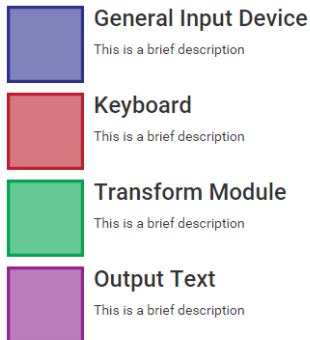 General Input Device
This is a brief description
Keyboard
This is a brief description
Transform Module
This is a brief description
Output Text
This is a brief description